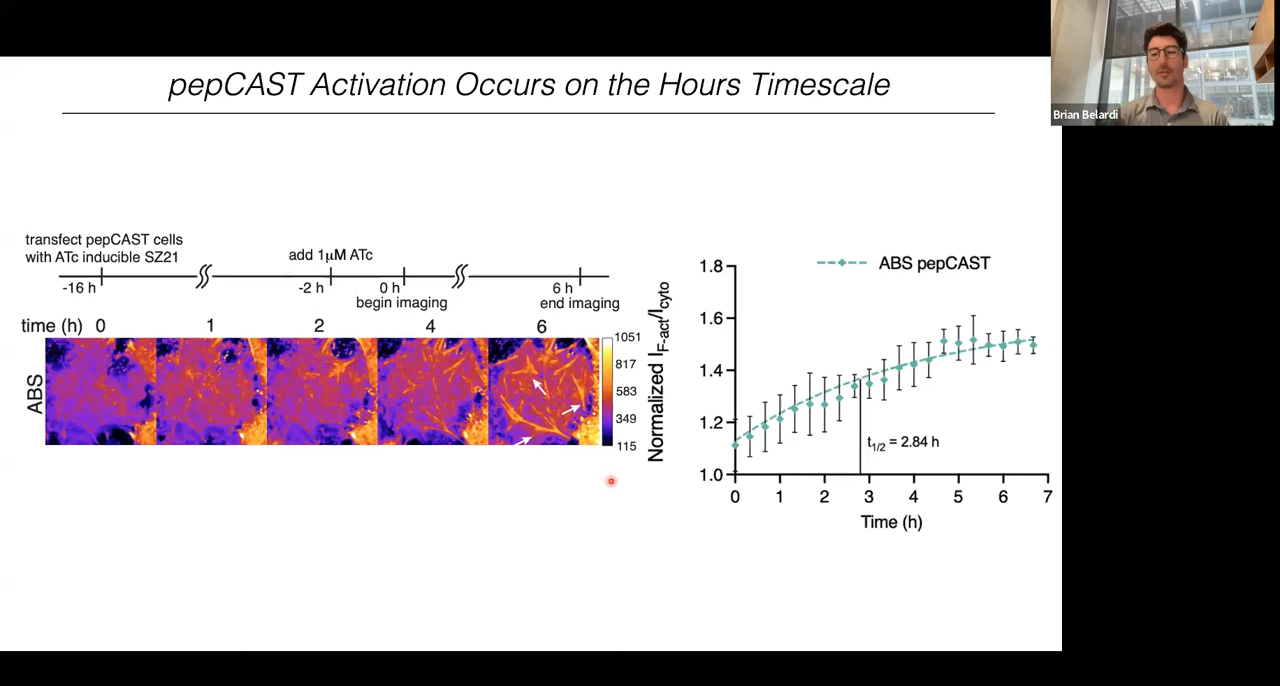 pepCAST Activation Occurs on the Hours Timescale
Brian Belardi
transfect pepCAST cells
with ATc inducible SZ21
add 1µM ATc
-16 h
-2 h
0 h
6 h
begin imaging
end imaging
time (h) 0 1 2 4 6
ABS
1051
817
583
349
115
Normalized I_F-act/I_cyto
1.8
1.6
1.4
1.2
1.0
ABS pepCAST
t_1/2 = 2.84 h
0 1 2 3 4 5 6 7
Time (h)